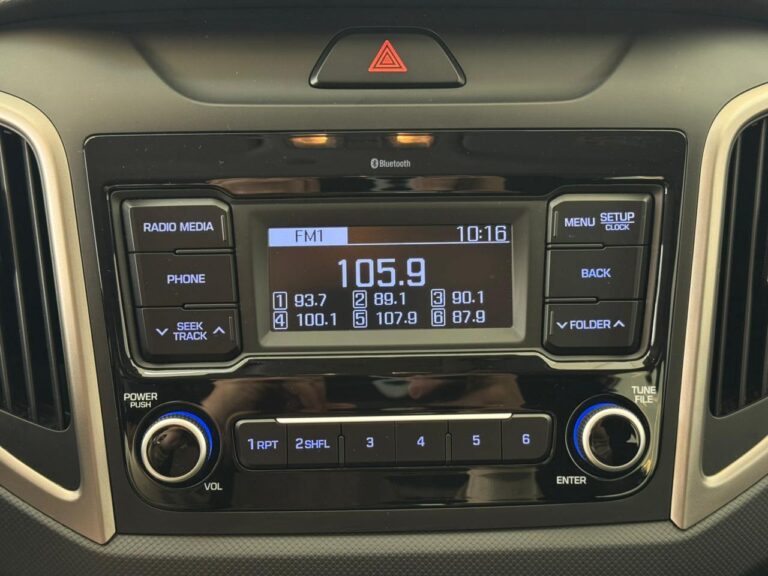 Bluetooth
RADIO MEDIA
PHONE
SEEK
TRACK
FM1 10:16
105.9
1 93.7 2 89.1 3 90.1
4 100.1 5 107.9 6 87.9
MENU SETUP
CLOCK
BACK
FOLDER
POWER
PUSH
VOL
1 RPT 2 SHFL 3 4 5 6
TUNE
FILE
ENTER